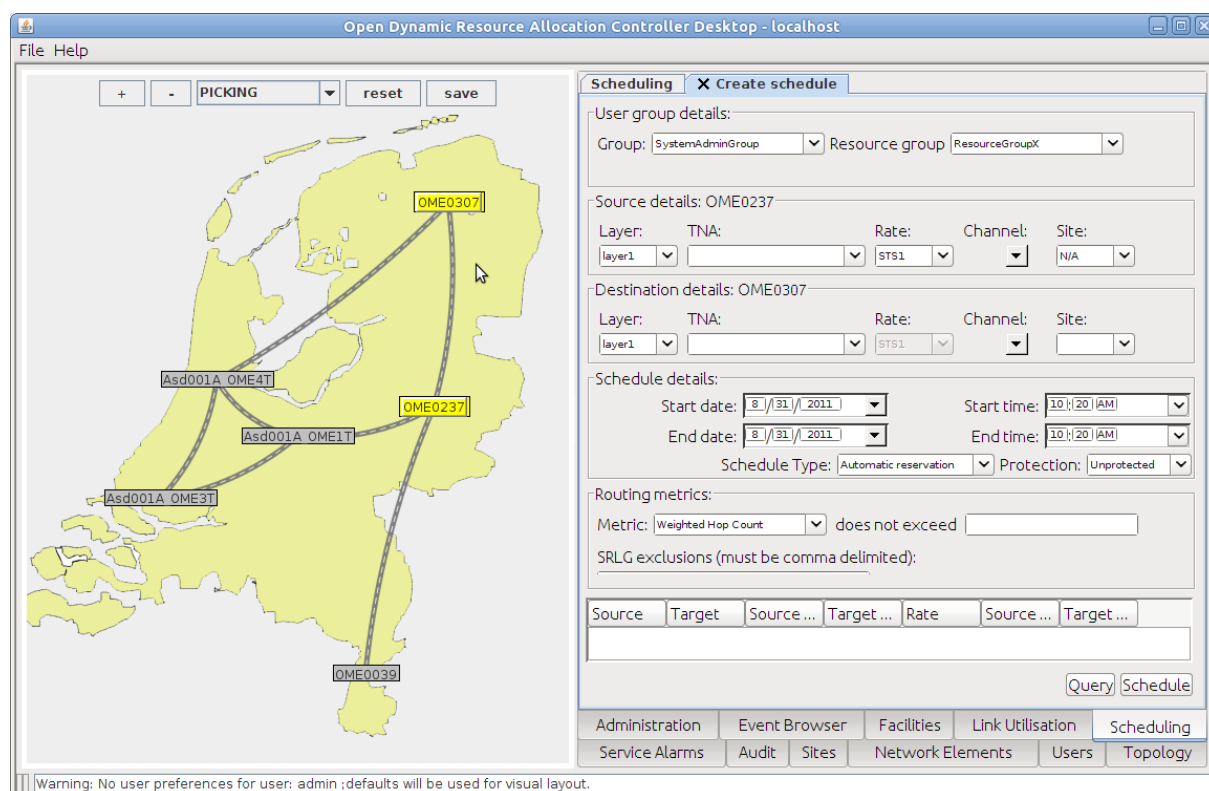 Open Dynamic Resource Allocation Controller Desktop - localhost
File Help
+ - PICKING reset save
OME0307
Asd001A_OME4T
OME0237
Asd001A_OME1T
Asd001A_OME3T
OME0039
Scheduling X Create schedule
User group details:
Group: SystemAdminGroup Resource group ResourceGroupX
Source details: OME0237
Layer: TNA: Rate: Channel: Site:
layer1 STS1 N/A
Destination details: OME0307
Layer: TNA: Rate: Channel: Site:
layer1 STS1
Schedule details:
Start date: 8/31/2011 Start time: 10:20 AM
End date: 8/31/2011 End time: 10:20 AM
Schedule Type: Automatic reservation Protection: Unprotected
Routing metrics:
Metric: Weighted Hop Count does not exceed
SRLG exclusions (must be comma delimited):
Source Target Source ... Target ... Rate Source ... Target ...
Query Schedule
Administration Event Browser Facilities Link Utilisation Scheduling
Service Alarms Audit Sites Network Elements Users Topology
Warning: No user preferences for user: admin ;defaults will be used for visual layout.